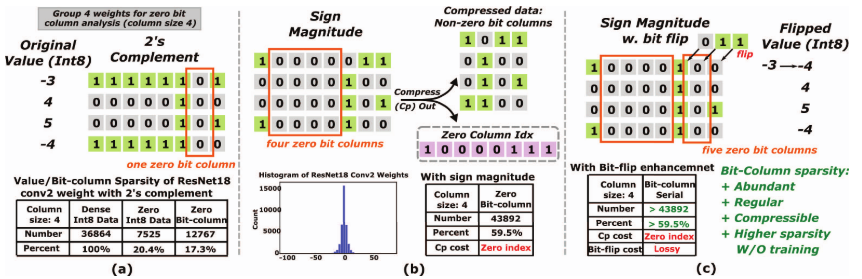 Group 4 weights for zero bit
column analysis (column size 4)
Original
Value (Int8)
2's
Complement
-3 1 1 1 1 1 1 0 1
4 0 0 0 0 0 1 0 0
5 0 0 0 0 0 1 0 1
-4 1 1 1 1 1 1 0 0
one zero bit column
Value/Bit-column Sparsity of ResNet18
conv2 weight with 2's complement
Column size: 4 Dense Int8 Data Zero Int8 Data Zero Bit-column
Number 36864 7525 12767
Percent 100% 20.4% 17.3%
(a)
Sign
Magnitude
1 0 0 0 0 0 1 1
0 0 0 0 0 1 0 0
0 0 0 0 0 1 0 1
1 0 0 0 0 1 0 0
four zero bit columns
Compress
(Cp) Out
Compressed data:
Non-zero bit columns
1 0 1 1
0 1 0 0
0 1 0 1
1 1 0 0
Zero Column Idx
1 0 0 0 0 1 1 1
Histogram of ResNet18 Conv2 Weights
Count
15000
10000
5000
0
-100 -50 0 50
With sign magnitude
Column size: 4 Zero Bit-column
Number 43892
Percent 59.5%
Cp cost Zero index
(b)
Sign Magnitude
w. bit flip
0 1 1
flip
Flipped
Value (Int8)
1 0 0 0 0 1 0 0 -3 -4
0 0 0 0 0 1 0 0 4
0 0 0 0 0 1 0 1 5
1 0 0 0 0 1 0 0 -4
five zero bit columns
With Bit-flip enhancemnet
Column size: 4 Bit-column Serial
Number > 43892
Percent > 59.5%
Cp cost Zero index
Bit-flip cost Lossy
Bit-Column sparsity:
+ Abundant
+ Regular
+ Compressible
+ Higher sparsity
W/O training
(c)